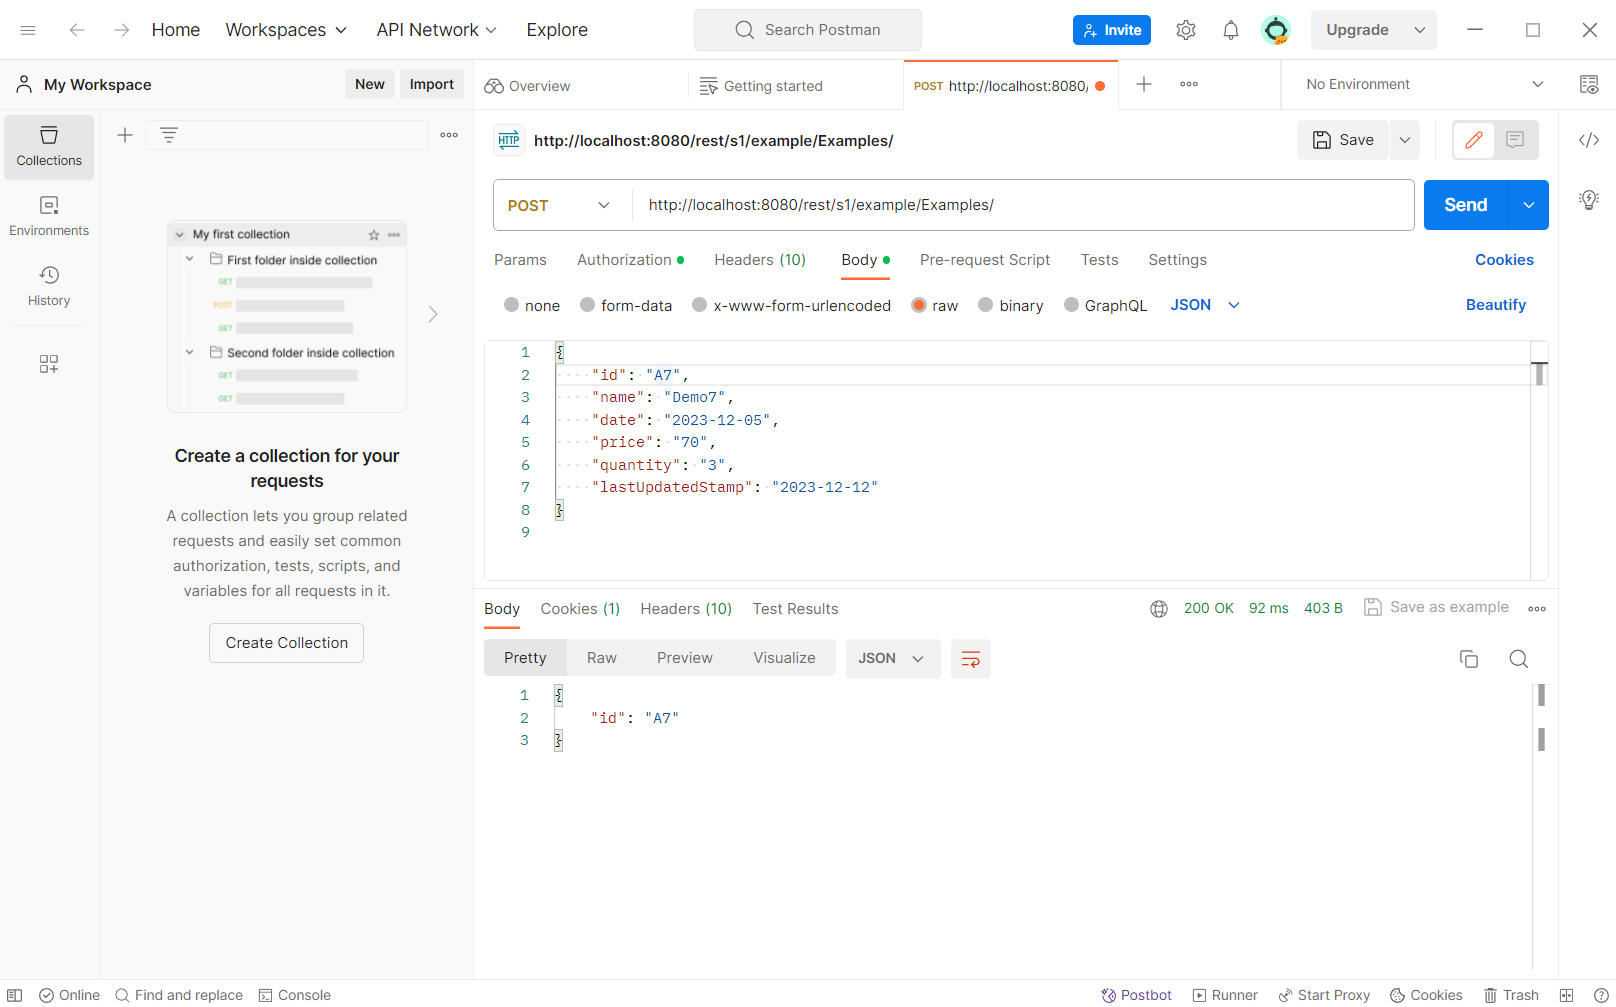 Home
Workspaces
API Network
Explore
Search Postman
Invite
Upgrade
My Workspace
New
Import
Overview
Getting started
POST http://localhost:8080/
No Environment
Collections
Environments
History
My first collection
First folder inside collection
GET
POST
GET
Second folder inside collection
GET
GET
Create a collection for your
requests
A collection lets you group related
requests and easily set common
authorization, tests, scripts, and
variables for all requests in it.
Create Collection
HTTP http://localhost:8080/rest/s1/example/Examples/
Save
POST
http://localhost:8080/rest/s1/example/Examples/
Send
Params
Authorization
Headers (10)
Body
Pre-request Script
Tests
Settings
Cookies
none
form-data
x-www-form-urlencoded
raw
binary
GraphQL
JSON
Beautify
1 {
2 "id": "A7",
3 "name": "Demo7",
4 "date": "2023-12-05",
5 "price": "70",
6 "quantity": "3",
7 "lastUpdatedStamp": "2023-12-12"
8 }
9
Body
Cookies (1)
Headers (10)
Test Results
200 OK
92 ms
403 B
Save as example
Pretty
Raw
Preview
Visualize
JSON
1 {
2 "id": "A7"
3 }
Online
Find and replace
Console
Postbot
Runner
Start Proxy
Cookies
Trash